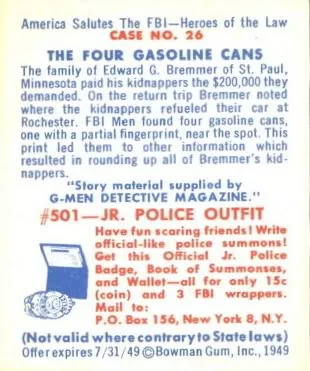 America Salutes The FBI—Heroes of the Law
CASE NO. 26
THE FOUR GASOLINE CANS
The family of Edward G. Bremmer of St. Paul,
Minnesota paid his kidnappers the $200,000 they
demanded. On the return trip Bremmer noted
where the kidnappers refueled their car at
Rochester. FBI Men found four gasoline cans,
one with a partial fingerprint, near the spot. This
print led them to other information which
resulted in rounding up all of Bremmer's kid-
nappers.
"Story material supplied by
G-MEN DETECTIVE MAGAZINE."
#501—JR. POLICE OUTFIT
Have fun scaring friends! Write
official-like police summons!
Get this Official Jr. Police
Badge, Book of Summonses,
and Wallet—all for only 15c
(coin) and 3 FBI wrappers.
Mail to:
P.O. Box 156, New York 8, N.Y.
(Not valid where contrary to State laws)
Offer expires 7/31/49 ©Bowman Gum, Inc., 1949